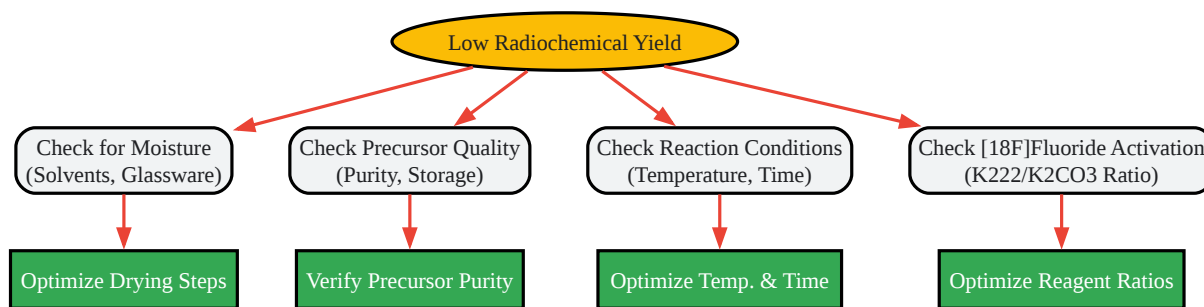 Low Radiochemical Yield
Check for Moisture
(Solvents, Glassware)
Check Precursor Quality
(Purity, Storage)
Check Reaction Conditions
(Temperature, Time)
Check [18F]Fluoride Activation
(K222/K2CO3 Ratio)
Optimize Drying Steps
Verify Precursor Purity
Optimize Temp. & Time
Optimize Reagent Ratios